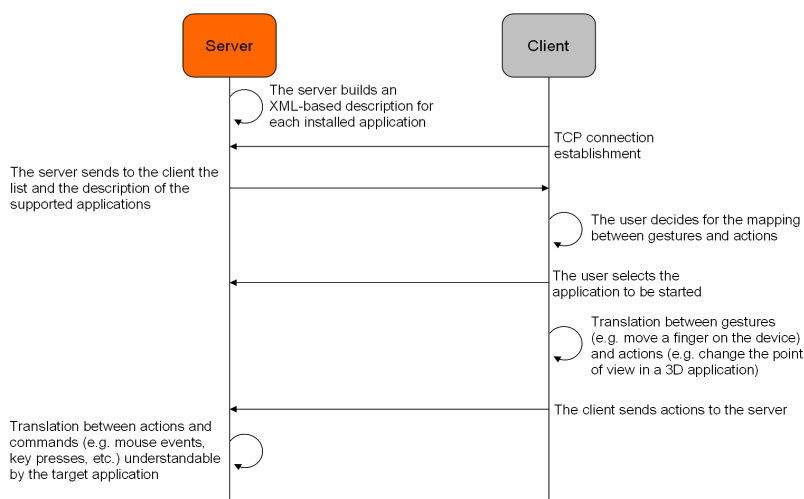 Server
Client
The server builds an
XML-based description for
each installed application
TCP connection
establishment
The server sends to the client the
list and the description of the
supported applications
The user decides for the mapping
between gestures and actions
The user selects the
application to be started
Translation between gestures
(e.g. move a finger on the device)
and actions (e.g. change the point
of view in a 3D application)
The client sends actions to the server
Translation between actions and
commands (e.g. mouse events,
key presses, etc.) understandable
by the target application